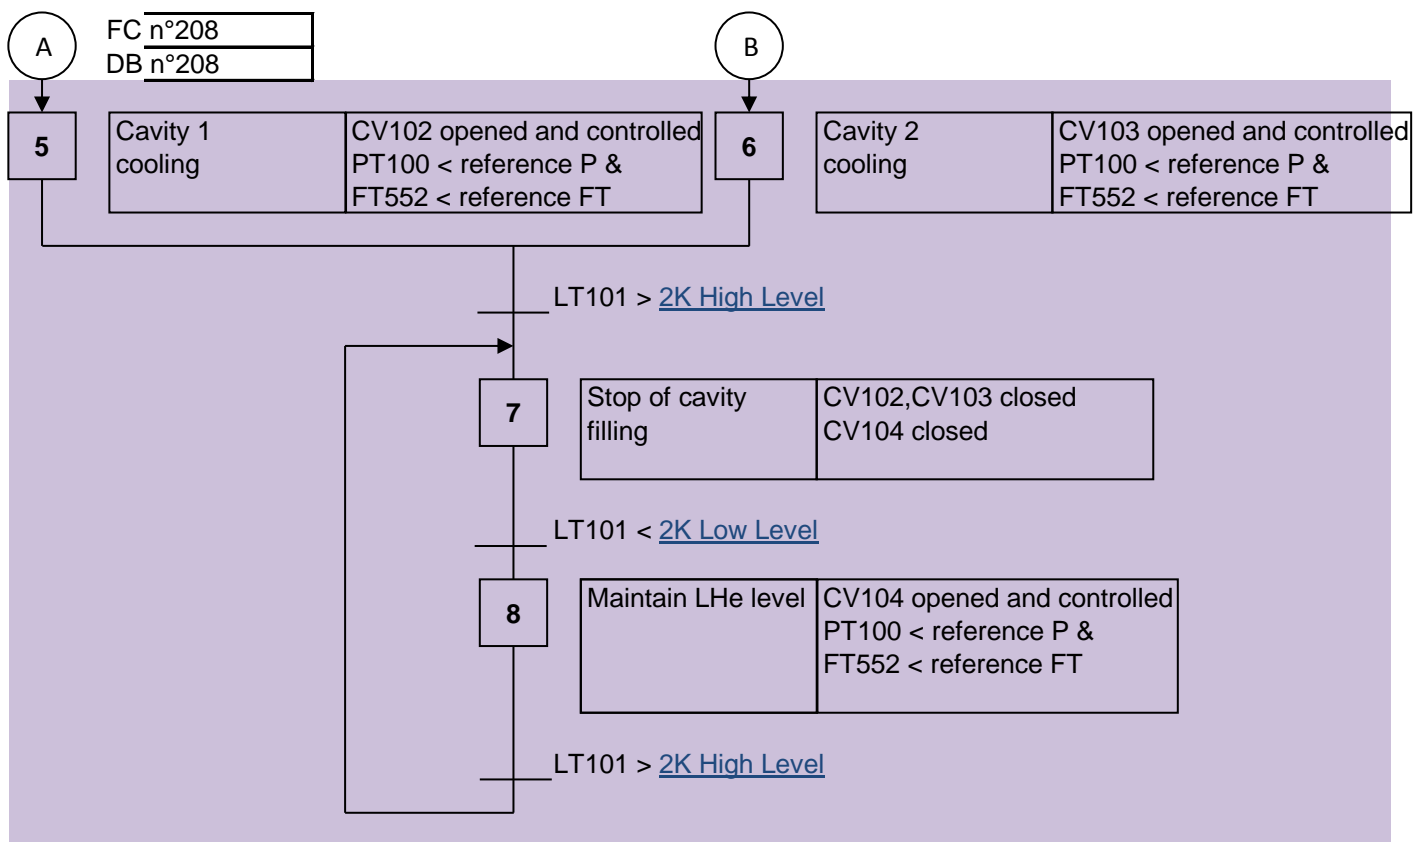 A
FC n°208
DB n°208
B
5
Cavity 1
cooling
CV102 opened and controlled
PT100 < reference P &
FT552 < reference FT
6
Cavity 2
cooling
CV103 opened and controlled
PT100 < reference P &
FT552 < reference FT
LT101 > 2K High Level
7
Stop of cavity
filling
CV102,CV103 closed
CV104 closed
LT101 < 2K Low Level
8
Maintain LHe level
CV104 opened and controlled
PT100 < reference P &
FT552 < reference FT
LT101 > 2K High Level